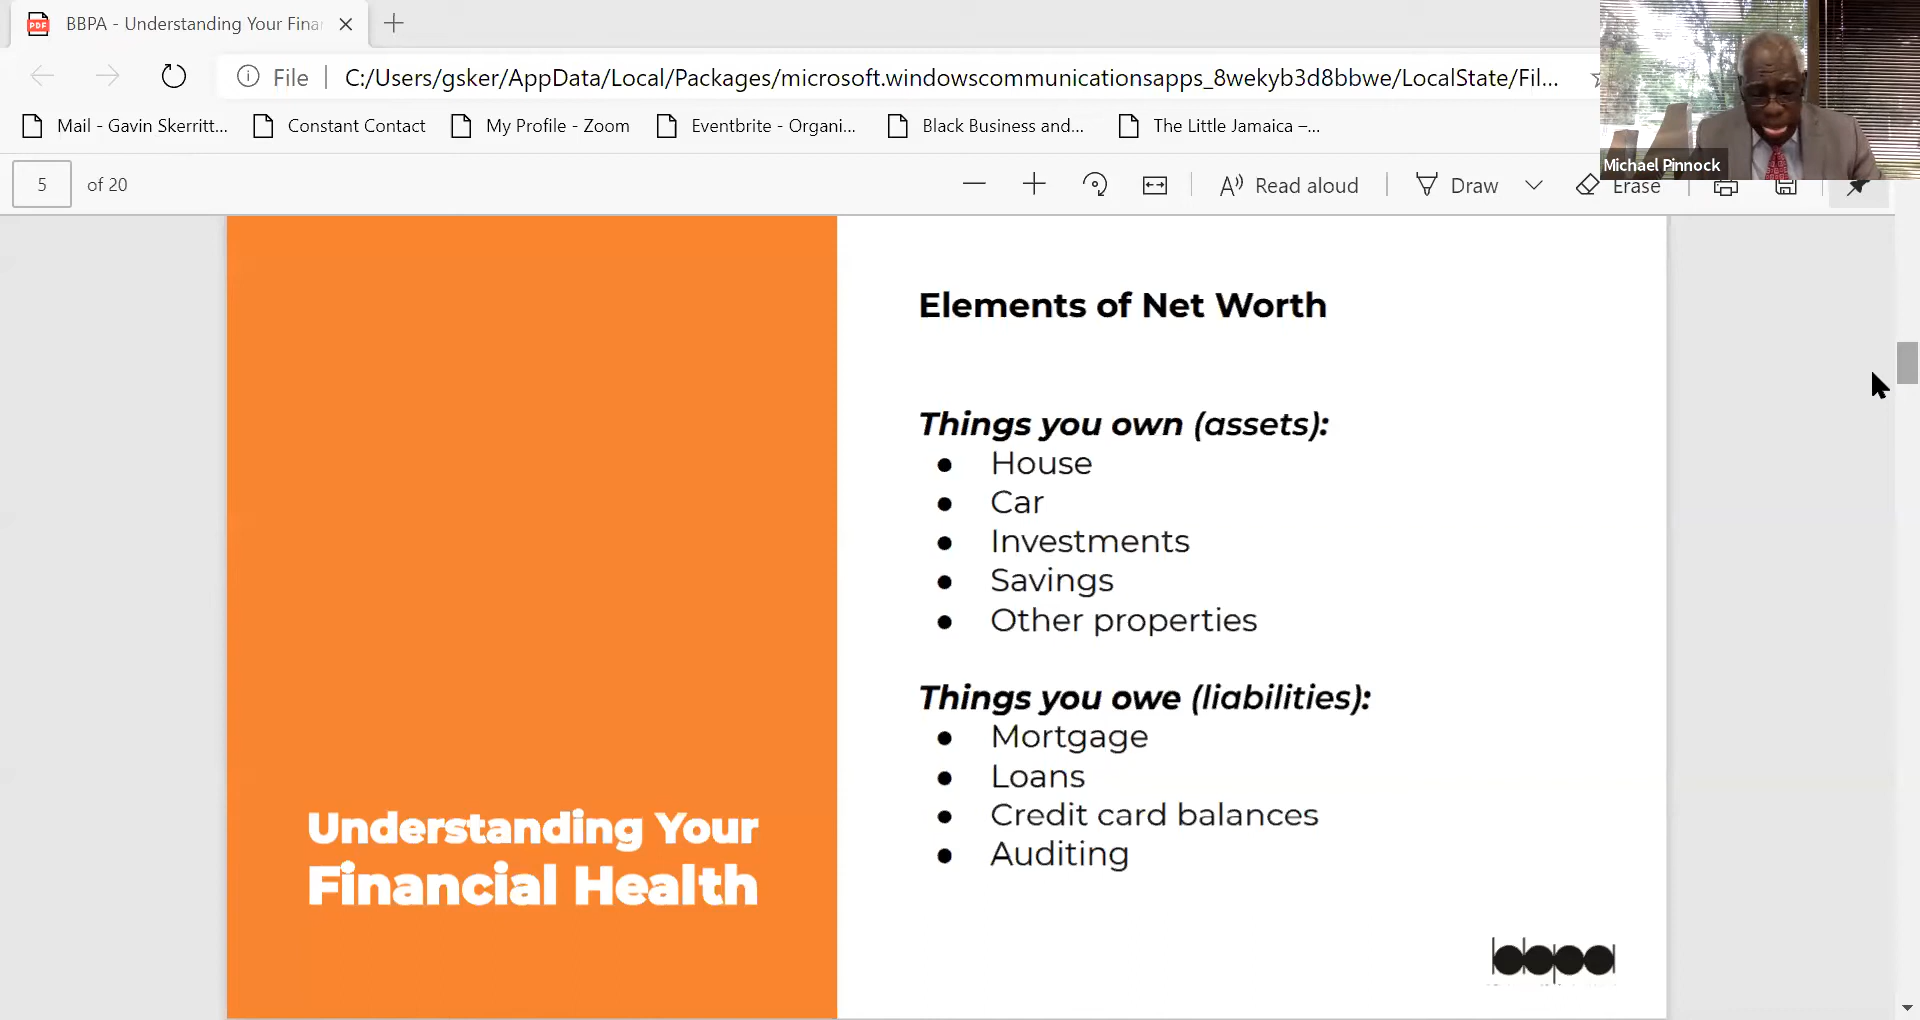 BBPA - Understanding Your Fina
File
C:/Users/gsker/AppData/Local/Packages/microsoft.windowscommunicationsapps_8wekyb3d8bbwe/LocalState/Fil...
Mail - Gavin Skerritt...
Constant Contact
My Profile - Zoom
Eventbrite - Organi...
Black Business and...
The Little Jamaica –...
Michael Pinnock
5
of 20
Read aloud
Draw
Erase
Elements of Net Worth
Things you own (assets):
● House
● Car
● Investments
● Savings
● Other properties
Things you owe (liabilities):
● Mortgage
● Loans
● Credit card balances
● Auditing
Understanding Your
Financial Health
bbpa